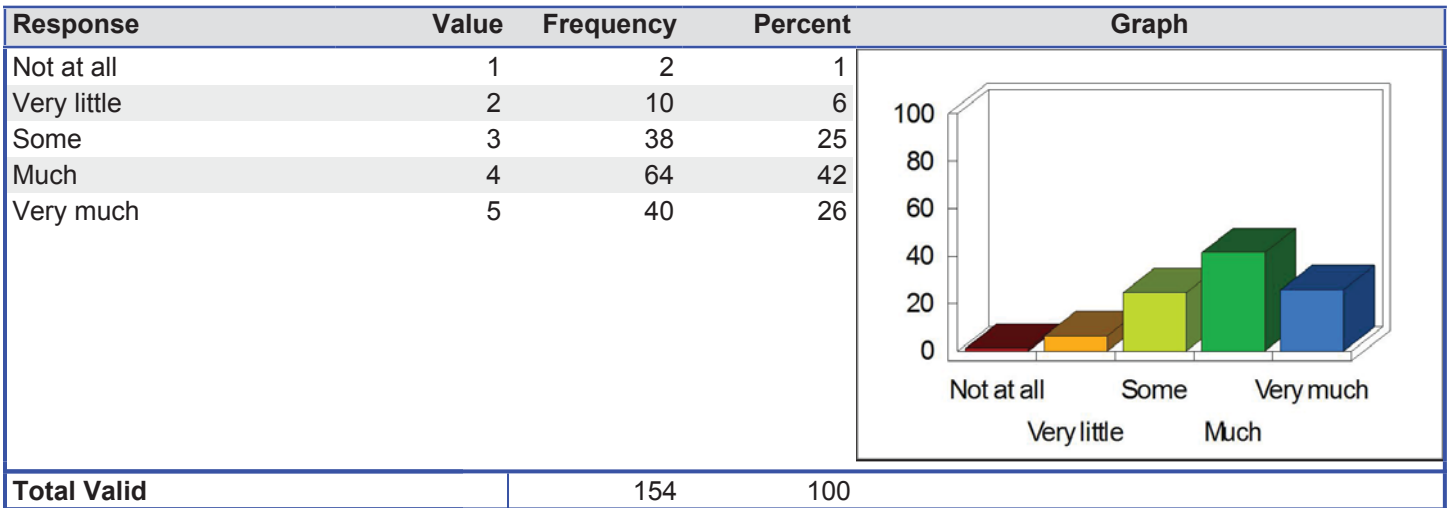 Response Value Frequency Percent Graph
Not at all 1 2 1
Very little 2 10 6
Some 3 38 25
Much 4 64 42
Very much 5 40 26
100
80
60
40
20
0
Not at all Some Very much
Very little Much
Total Valid 154 100